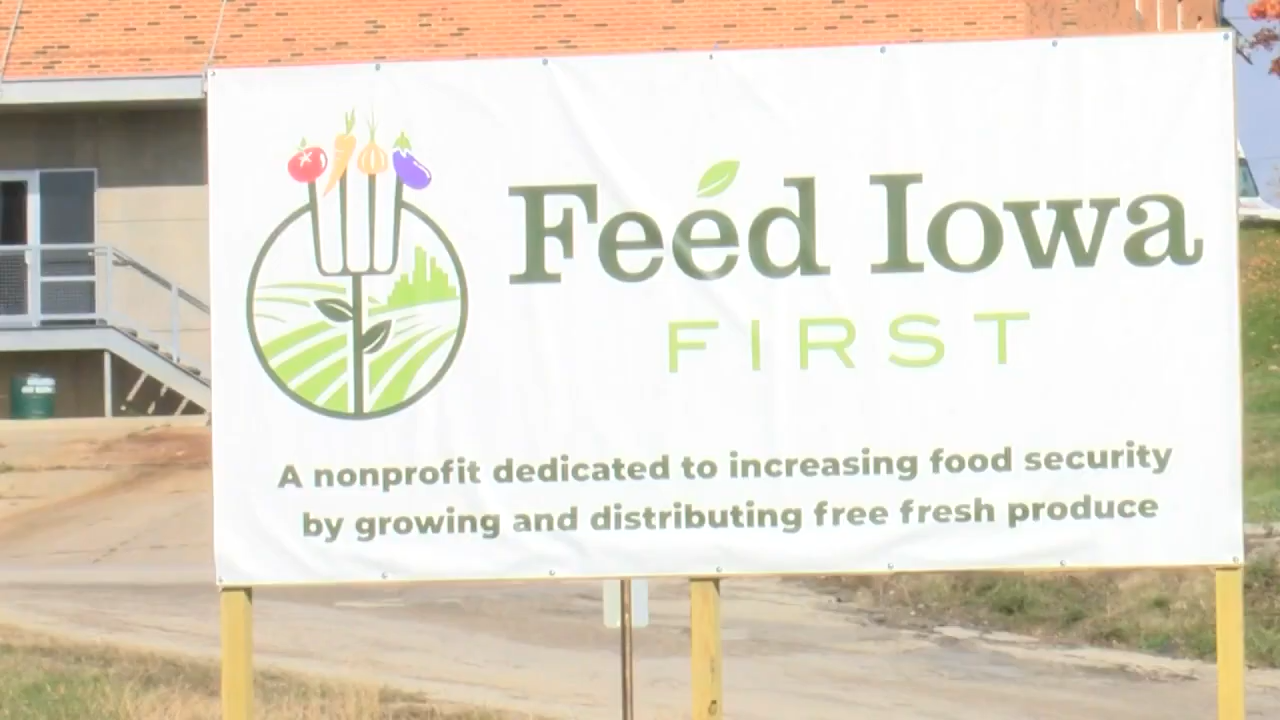 Feed Iowa
FIRST
A nonprofit dedicated to increasing food security
by growing and distributing free fresh produce